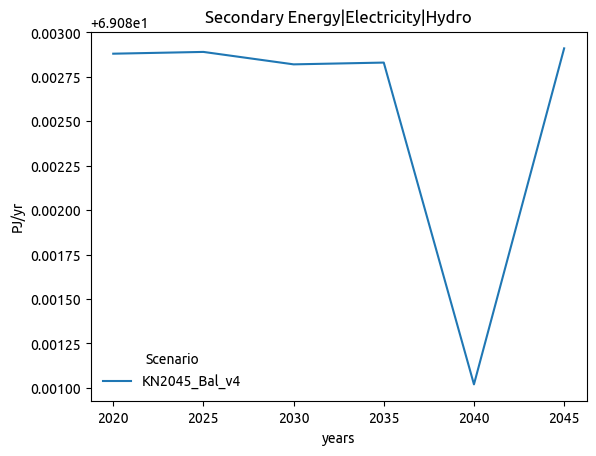 Secondary Energy|Electricity|Hydro
+6.908e1
0.00300
0.00275
0.00250
0.00225
0.00200
0.00175
0.00150
0.00125
0.00100
PJ/yr
Scenario
KN2045_Bal_v4
2020 2025 2030 2035 2040 2045
years